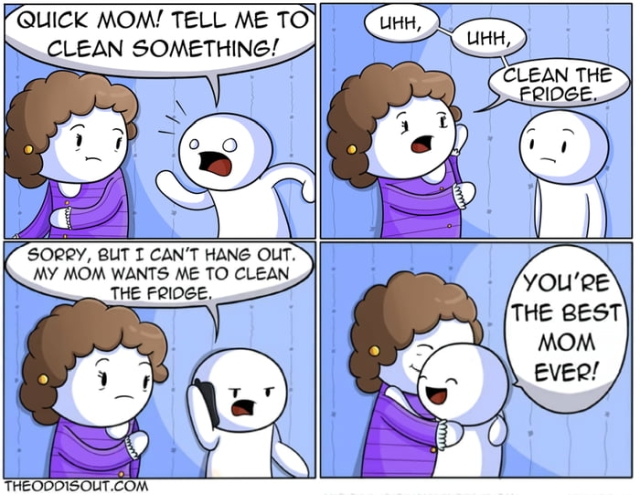 QUICK MOM! TELL ME TO
CLEAN SOMETHING!
UHH,
UHH,
CLEAN THE
FRIDGE.
SORRY, BUT I CAN'T HANG OUT.
MY MOM WANTS ME TO CLEAN
THE FRIDGE.
YOU'RE
THE BEST
MOM
EVER!
THEODD1SOUT.COM